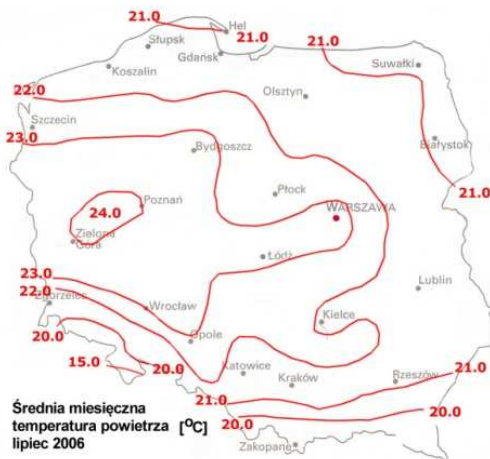 21.0
Hel
21.0
21.0
Słupsk
Gdańsk
Koszalin
Suwałki
22.0
Olsztyn
Szczecin
23.0
Białystok
Bydgoszcz
Płock
21.0
Poznań
24.0
WARSZAWA
Zielona
Góra
Łódź
23.0
22.0
Zgorzelec
Lublin
Wrocław
Kielce
20.0
Opole
15.0
20.0
Katowice
21.0
Rzeszów
Kraków
21.0
20.0
20.0
Zakopane
Średnia miesięczna
temperatura powietrza [°C]
lipiec 2006